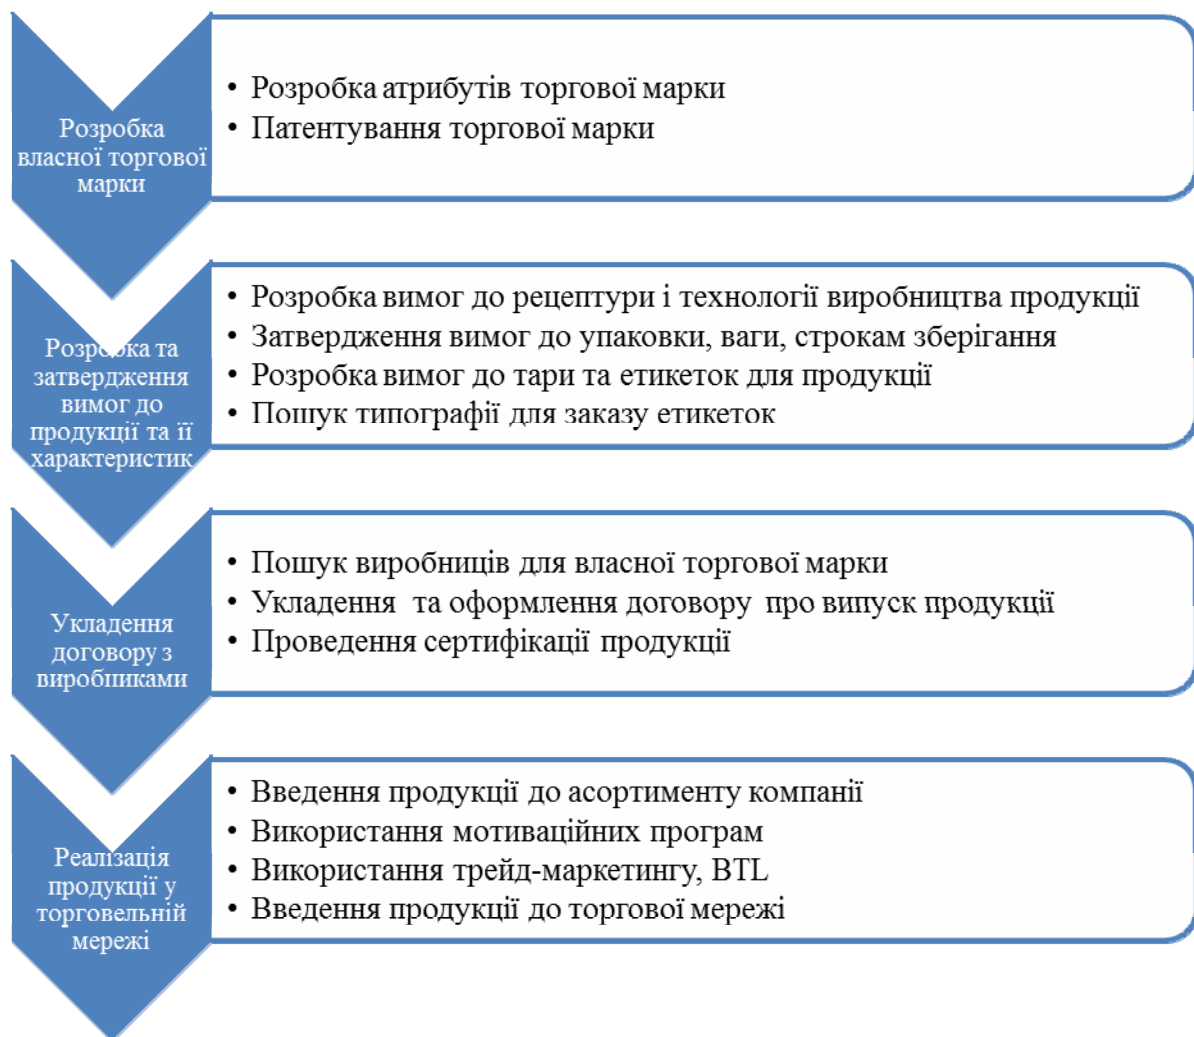 Розробка
власної торгової
марки
• Розробка атрибутів торгової марки
• Патентування торгової марки
Розробка та
затвердження
вимог до
продукції та її
характеристик
• Розробка вимог до рецептури і технології виробництва продукції
• Затвердження вимог до упаковки, ваги, строкам зберігання
• Розробка вимог до тари та етикеток для продукції
• Пошук типографії для заказу етикеток
Укладення
договору з
виробниками
• Пошук виробниців для власної торгової марки
• Укладення та оформлення договору про випуск продукції
• Проведення сертифікації продукції
Реалізація
продукції у
торговельній
мережі
• Введення продукції до асортименту компанії
• Використання мотиваційних програм
• Використання трейд-маркетингу, BTL
• Введення продукції до торгової мережі